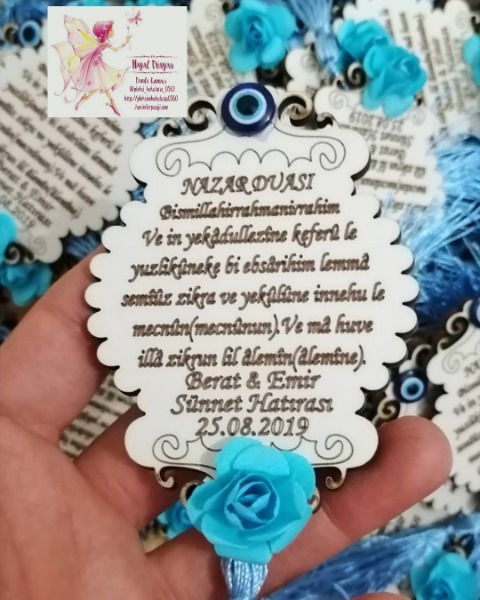 Hayal Dünyası
NAZAR DUASI
Bismillahirrahmanirrahim
Ve in yekâdullezîne keferû le
yuzlikûneke bi ebsârihim lemmâ
semiûz zikra ve yekûlûne innehu le
mecnûn(mecnûnun).Ve mâ huve
illâ zikrun lil âlemîn(âlemîne).
Berat & Emir
Sünnet Hatırası
25.08.2019